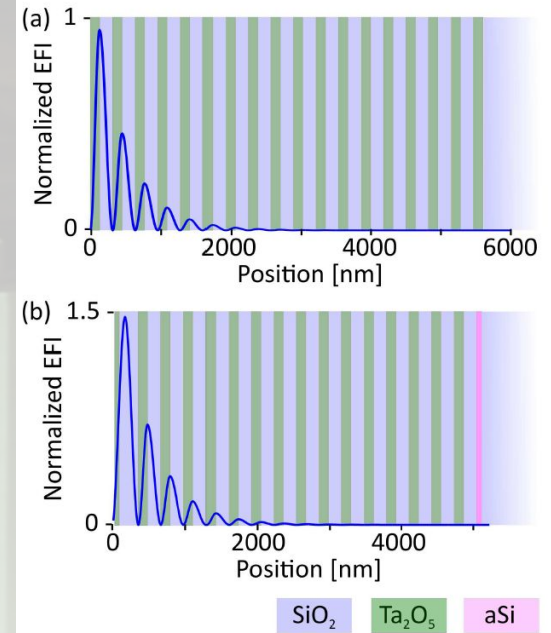 (a)
1
Normalized EFI
0
0 2000 4000 6000
Position [nm]
(b)
1.5
Normalized EFI
0
0 2000 4000
Position [nm]
SiO₂ Ta₂O₅ aSi